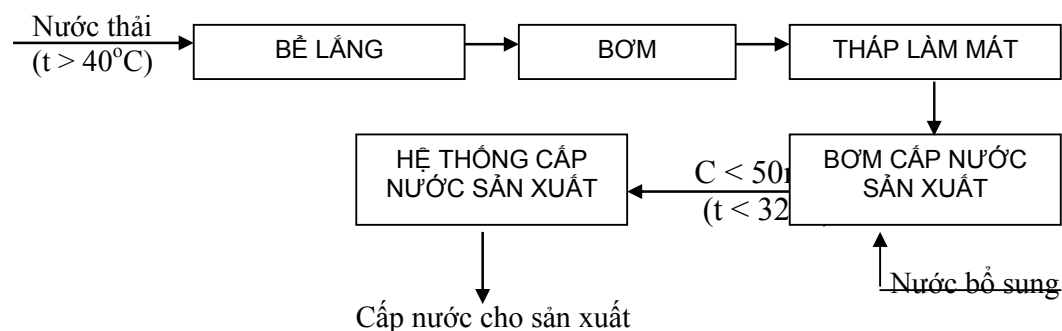 Nước thải
(t > 40°C)
BỂ LẮNG
BƠM
THÁP LÀM MÁT
HỆ THỐNG CẤP
NƯỚC SẢN XUẤT
C < 50
(t < 32
BƠM CẤP NƯỚC
SẢN XUẤT
Nước bổ sung
Cấp nước cho sản xuất